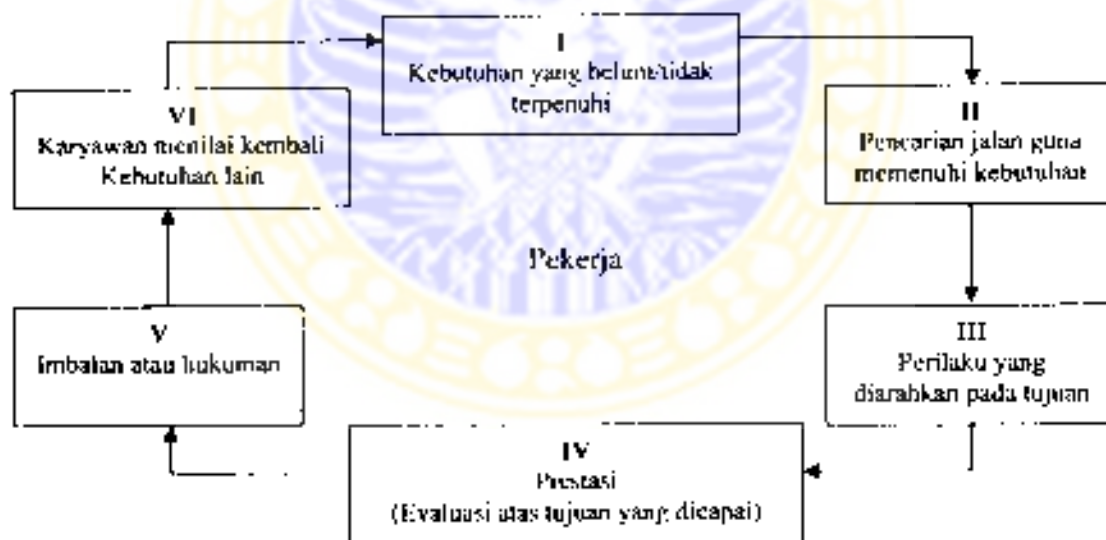 I
Kebutuhan yang belum/tidak
terpenuhi
II
Pencarian jalan guna
memenuhi kebutuhan
III
Perilaku yang
diarahkan pada tujuan
IV
Prestasi
(Evaluasi atas tujuan yang dicapai)
V
Imbalan atau hukuman
VI
Karyawan menilai kembali
Kebutuhan lain
Pekerja